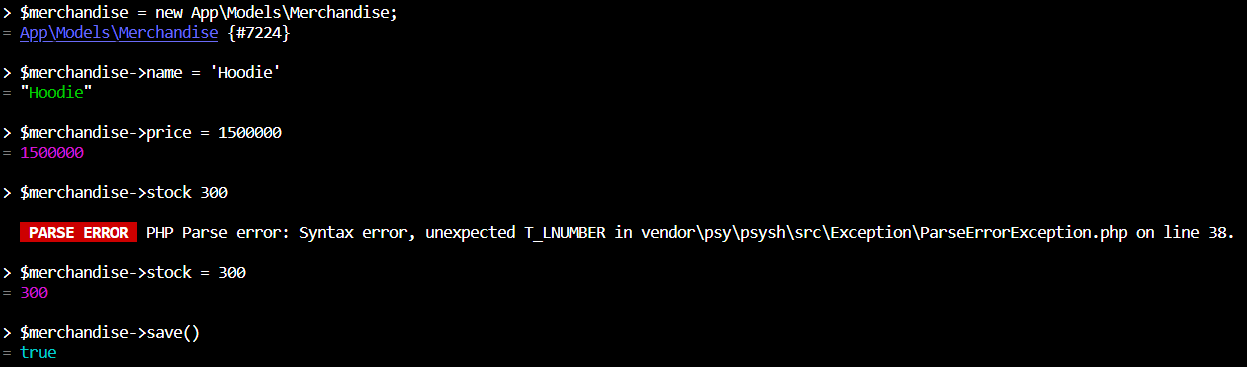 > $merchandise = new App\Models\Merchandise;
= App\Models\Merchandise {#7224}
> $merchandise->name = 'Hoodie'
= "Hoodie"
> $merchandise->price = 1500000
= 1500000
> $merchandise->stock 300
PARSE ERROR PHP Parse error: Syntax error, unexpected T_LNUMBER in vendor\psy\psysh\src\Exception\ParseErrorException.php on line 38.
> $merchandise->stock = 300
= 300
> $merchandise->save()
= true